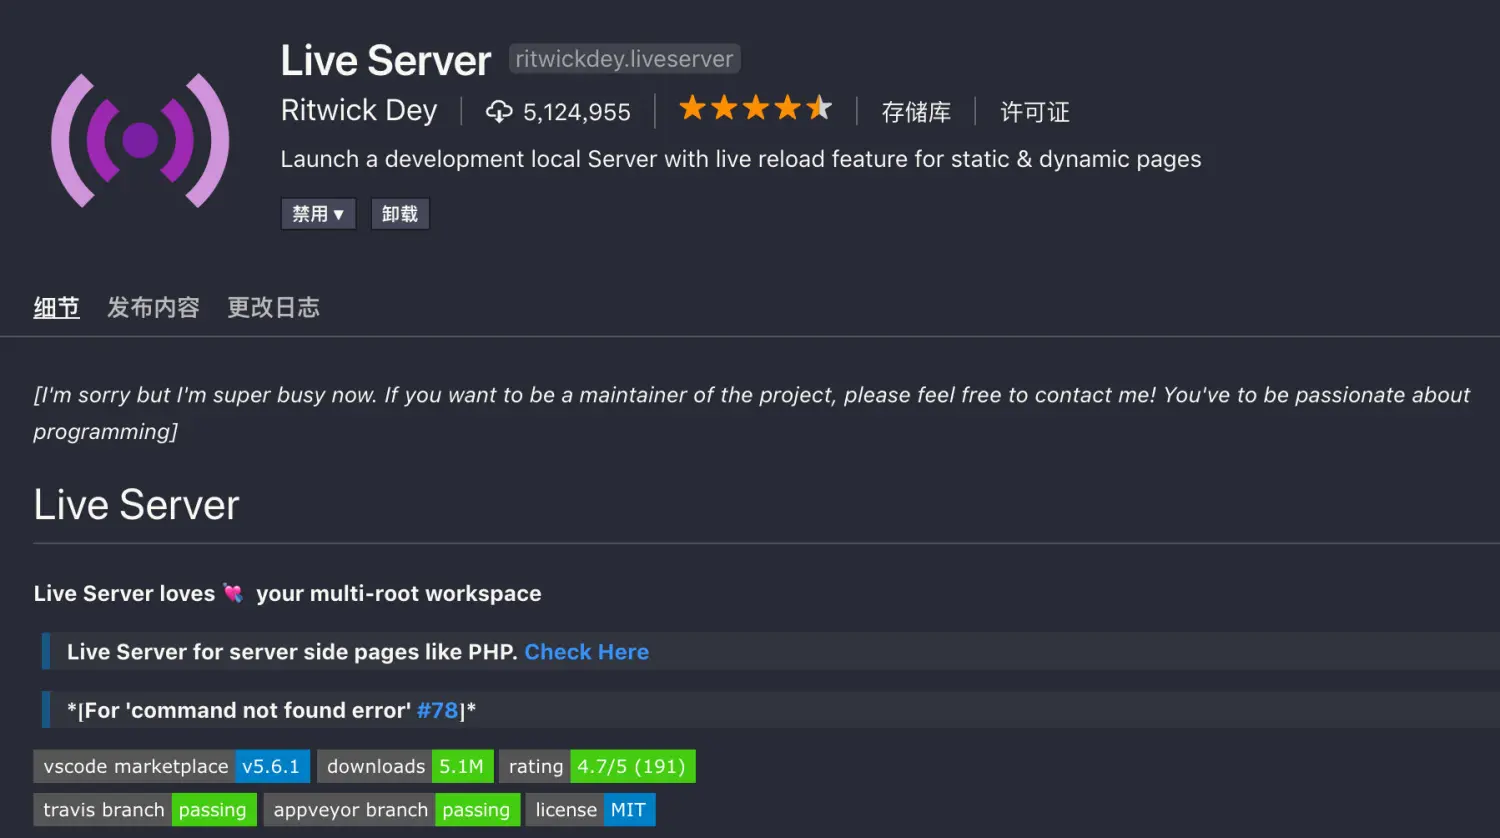 Live Server ritwickdey.liveserver
Ritwick Dey 5,124,955 存储库 许可证
Launch a development local Server with live reload feature for static & dynamic pages
禁用 ▾ 卸载
细节 发布内容 更改日志
[I'm sorry but I'm super busy now. If you want to be a maintainer of the project, please feel free to contact me! You've to be passionate about
programming]
Live Server
Live Server loves 💘 your multi-root workspace
Live Server for server side pages like PHP. Check Here
*[For 'command not found error' #78]*
vscode marketplace v5.6.1 downloads 5.1M rating 4.7/5 (191)
travis branch passing appveyor branch passing license MIT